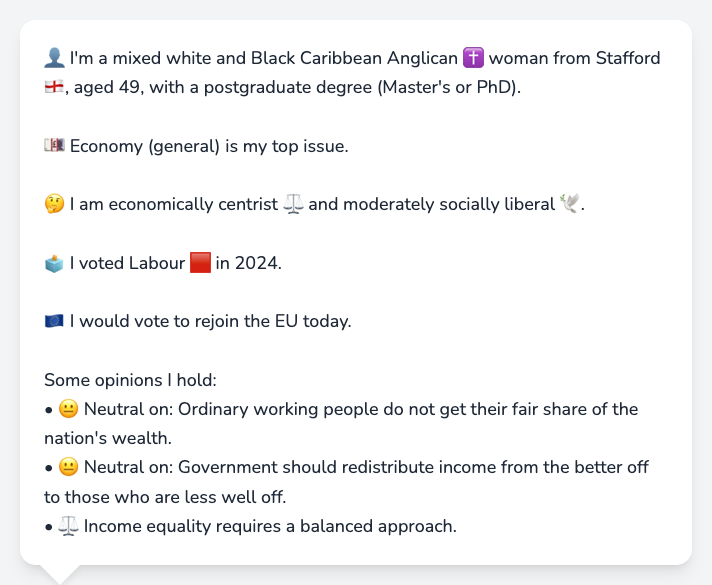 👤 I'm a mixed white and Black Caribbean Anglican ✝️ woman from Stafford
🏴󠁧󠁢󠁥󠁮󠁧󠁿, aged 49, with a postgraduate degree (Master's or PhD).
💷 Economy (general) is my top issue.
🤔 I am economically centrist ⚖️ and moderately socially liberal 🕊️.
🗳️ I voted Labour 🟥 in 2024.
🇪🇺 I would vote to rejoin the EU today.
Some opinions I hold:
• 😐 Neutral on: Ordinary working people do not get their fair share of the
nation's wealth.
• 😐 Neutral on: Government should redistribute income from the better off
to those who are less well off.
• ⚖️ Income equality requires a balanced approach.